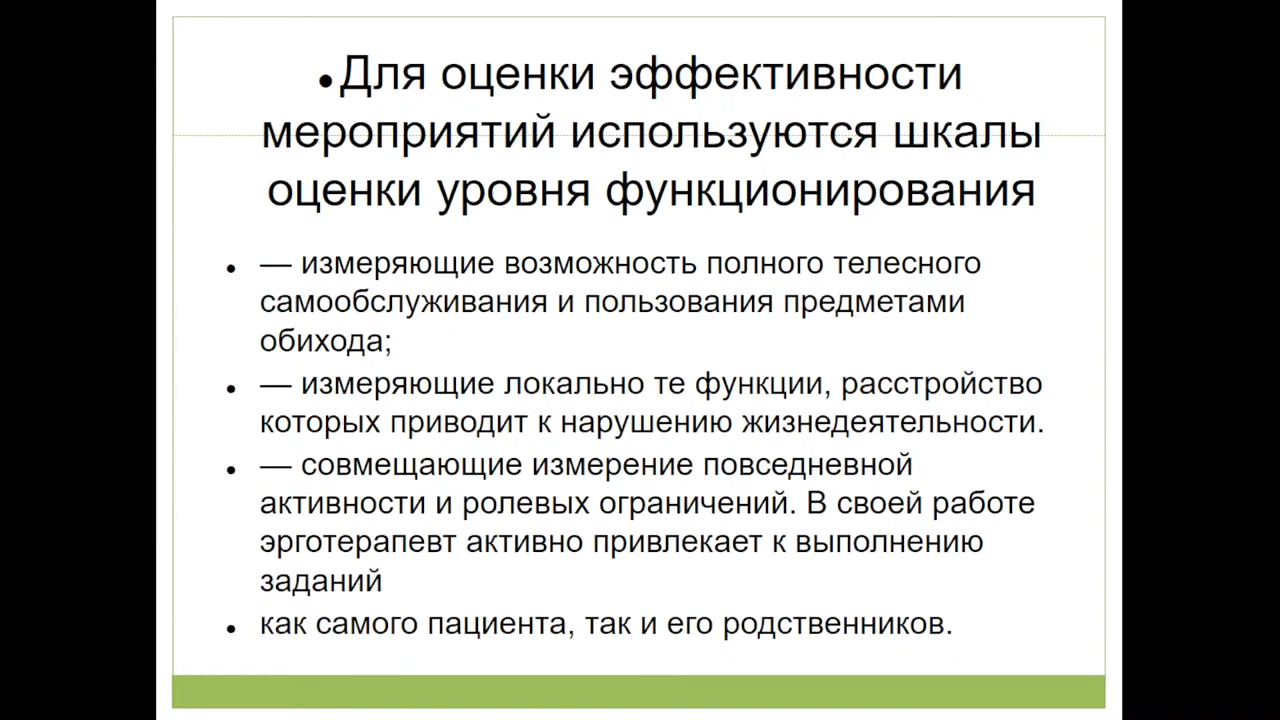 • Для оценки эффективности
мероприятий используются шкалы
оценки уровня функционирования
• — измеряющие возможность полного телесного
самообслуживания и пользования предметами
обихода;
• — измеряющие локально те функции, расстройство
которых приводит к нарушению жизнедеятельности.
• — совмещающие измерение повседневной
активности и ролевых ограничений. В своей работе
эрготерапевт активно привлекает к выполнению
заданий
• как самого пациента, так и его родственников.